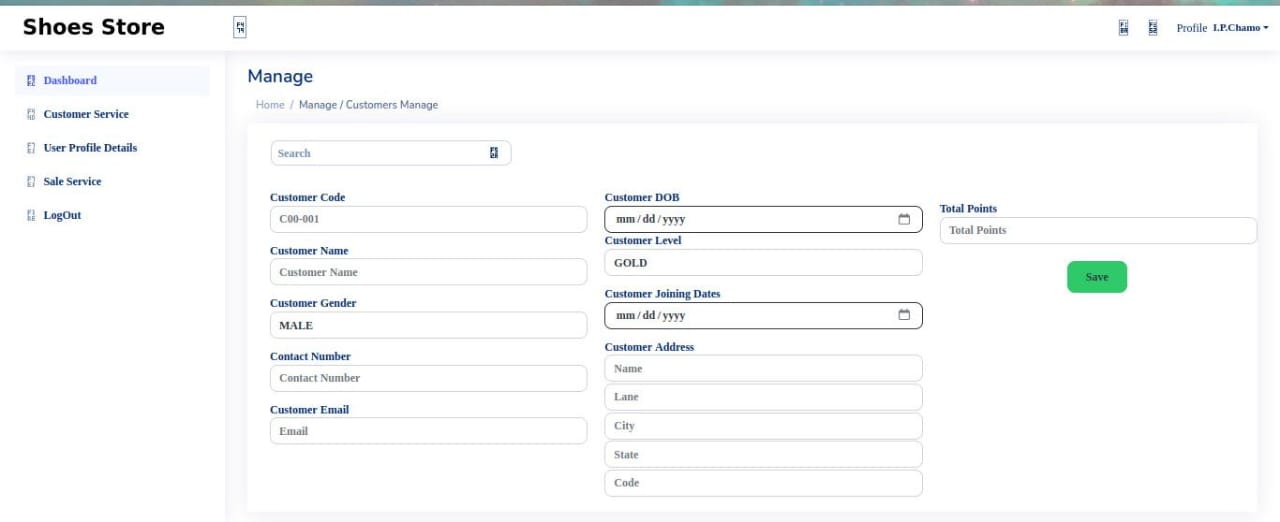 Shoes Store
Profile I.P.Chamo
Dashboard
Customer Service
User Profile Details
Sale Service
LogOut
Manage
Home / Manage / Customers Manage
Search
Customer Code
C00-001
Customer Name
Customer Name
Customer Gender
MALE
Contact Number
Contact Number
Customer Email
Email
Customer DOB
mm/dd/yyyy
Customer Level
GOLD
Customer Joining Dates
mm/dd/yyyy
Customer Address
Name
Lane
City
State
Code
Total Points
Total Points
Save